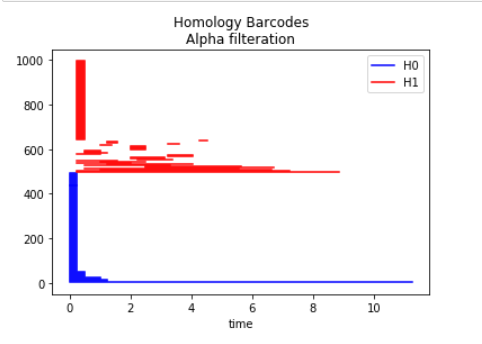 Homology Barcodes
Alpha filteration
H0
H1
1000
800
600
400
200
0
0 2 4 6 8 10
time